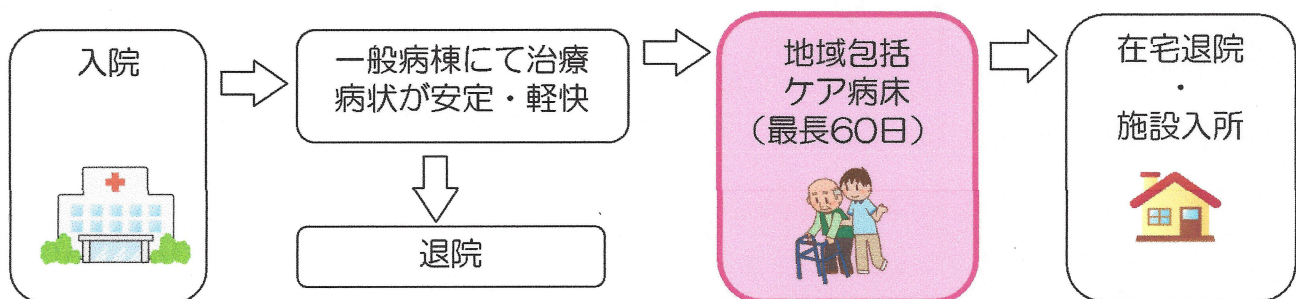 入院
一般病棟にて治療
病状が安定・軽快
退院
地域包括
ケア病床
（最長60日）
在宅退院
・
施設入所